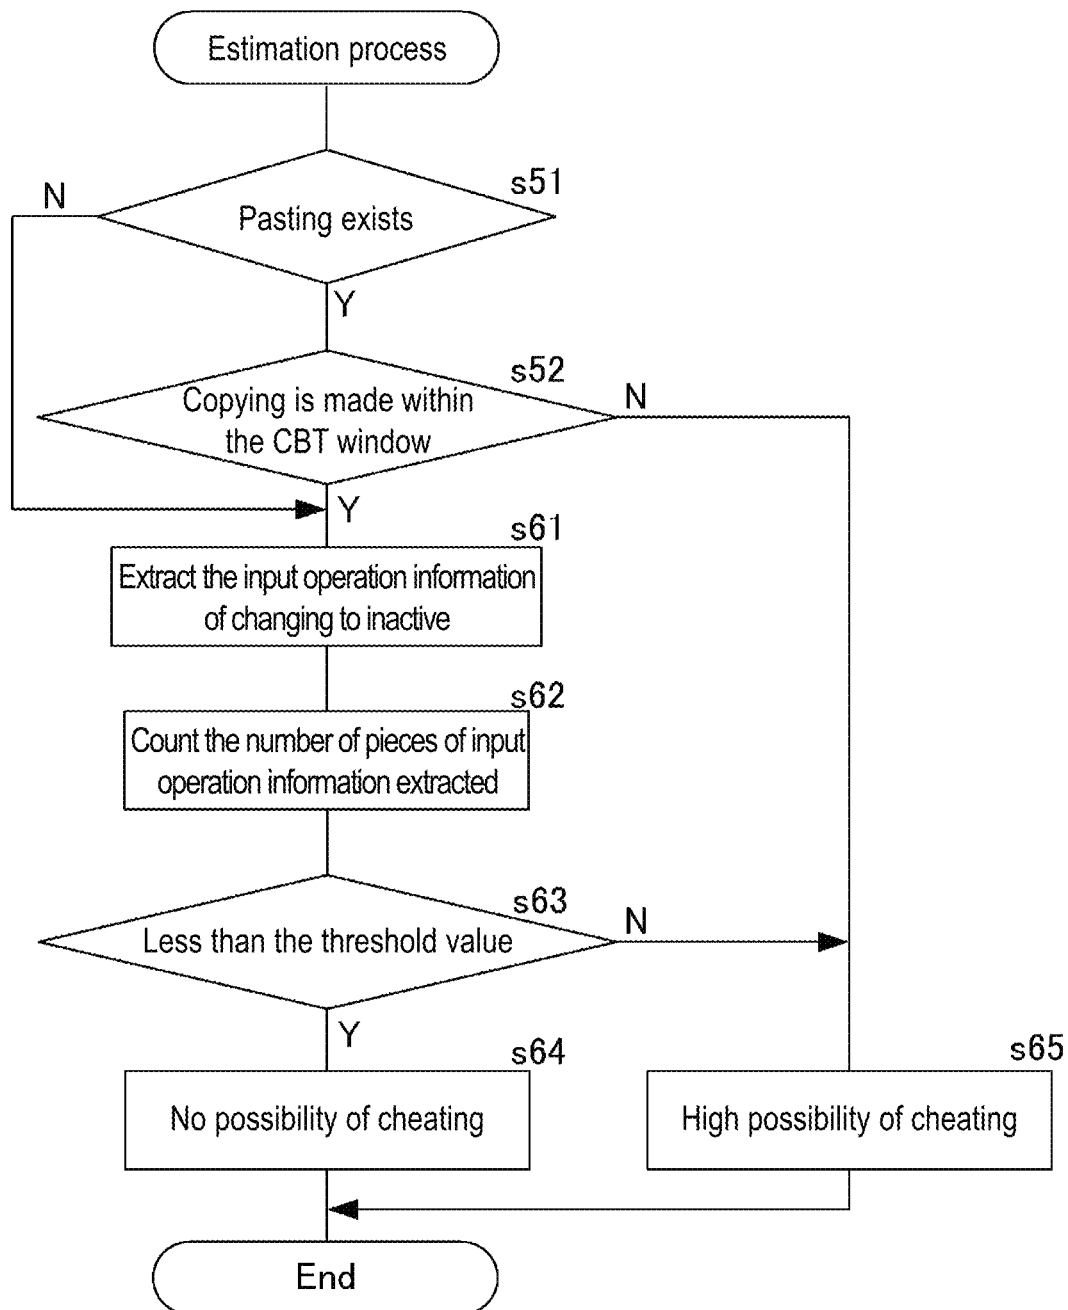 Estimation process
s51
N
Pasting exists
Y
s52
Copying is made within
the CBT window
N
Y
s61
Extract the input operation information
of changing to inactive
s62
Count the number of pieces of input
operation information extracted
s63
Less than the threshold value
N
Y
s64
No possibility of cheating
s65
High possibility of cheating
End